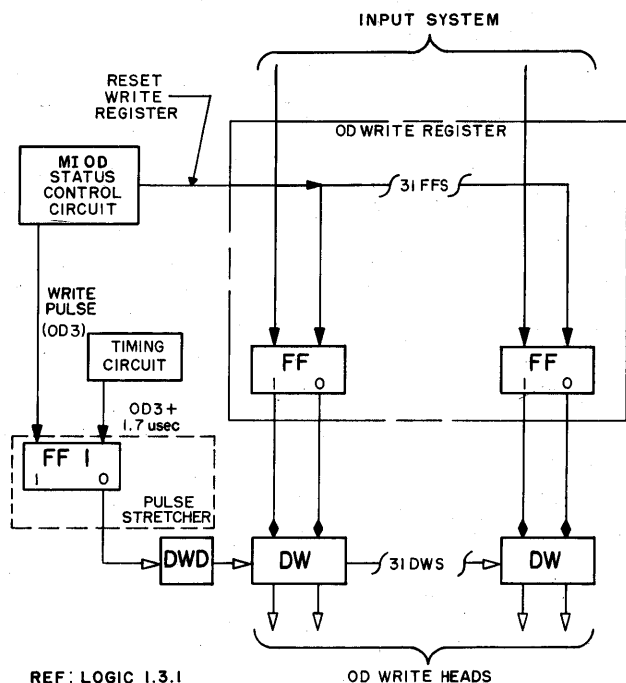 INPUT SYSTEM
RESET
WRITE
REGISTER
OD WRITE REGISTER
MI OD
STATUS
CONTROL
CIRCUIT
31 FFS
WRITE
PULSE
(OD3)
TIMING
CIRCUIT
FF
1 0
FF
1 0
OD3+
1.7 usec
FF 1
1 0
PULSE
STRETCHER
DWD
DW
31 DWS
DW
REF: LOGIC 1.3.1
OD WRITE HEADS